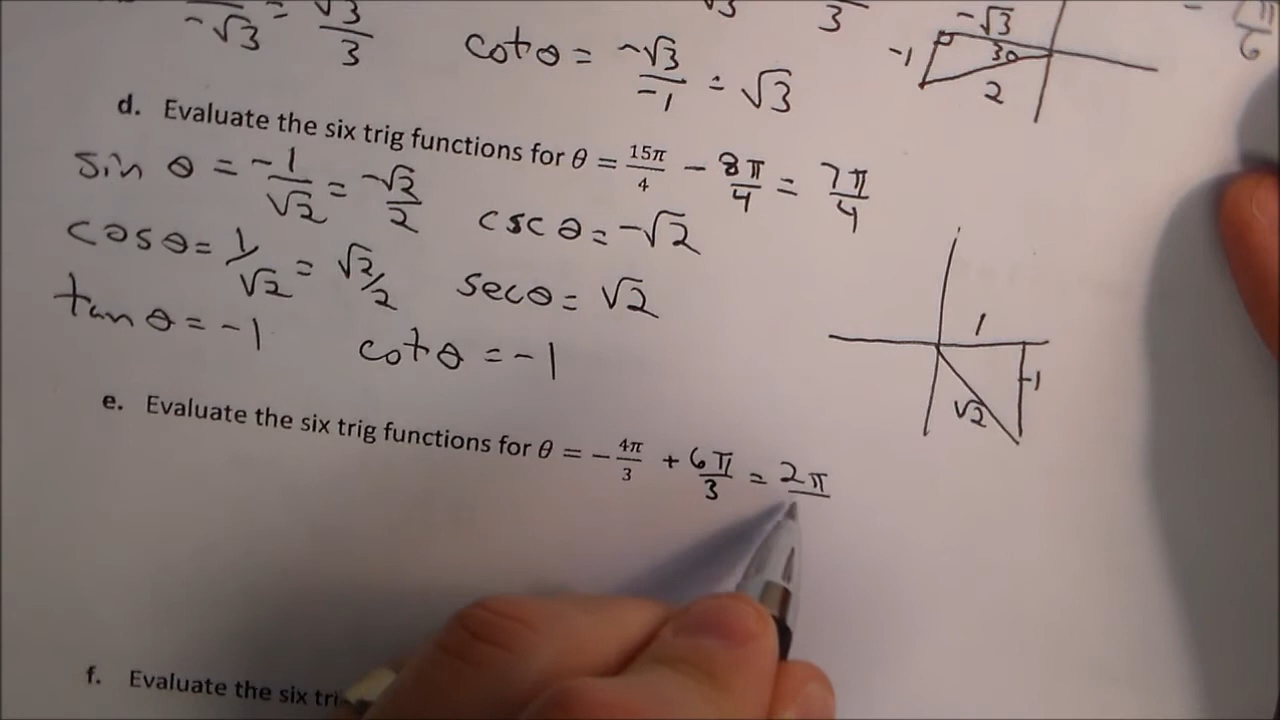 -√3 = √3/3
cot θ = -√3/-1 = √3
√3
3
-√3
-1
30
2
π/6
d. Evaluate the six trig functions for θ = 15π/4 - 8π/4 = 7π/4
sin θ = -1/√2 = -√2/2
csc θ = -√2
cos θ = 1/√2 = √2/2
sec θ = √2
tan θ = -1
cot θ = -1
1
-1
√2
e. Evaluate the six trig functions for θ = -4π/3 + 6π/3 = 2π
f. Evaluate the six tri